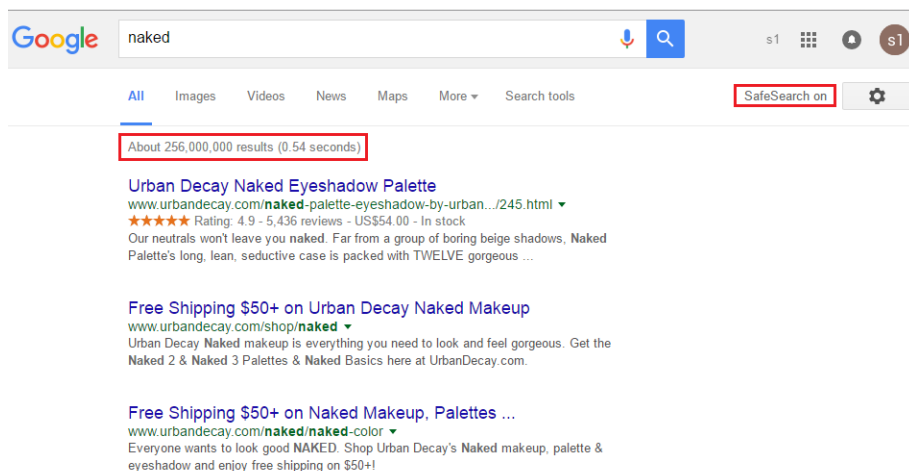 Google naked s1 s1
All Images Videos News Maps More Search tools SafeSearch on
About 256,000,000 results (0.54 seconds)
Urban Decay Naked Eyeshadow Palette
www.urbandecay.com/naked-palette-eyeshadow-by-urban.../245.html
Rating: 4.9 - 5,436 reviews - US$54.00 - In stock
Our neutrals won't leave you naked. Far from a group of boring beige shadows, Naked
Palette's long, lean, seductive case is packed with TWELVE gorgeous ...
Free Shipping $50+ on Urban Decay Naked Makeup
www.urbandecay.com/shop/naked
Urban Decay Naked makeup is everything you need to look and feel gorgeous. Get the
Naked 2 & Naked 3 Palettes & Naked Basics here at UrbanDecay.com.
Free Shipping $50+ on Naked Makeup, Palettes ...
www.urbandecay.com/naked/naked-color
Everyone wants to look good NAKED. Shop Urban Decay's Naked makeup, palette &
eyeshadow and enjoy free shipping on $50+!